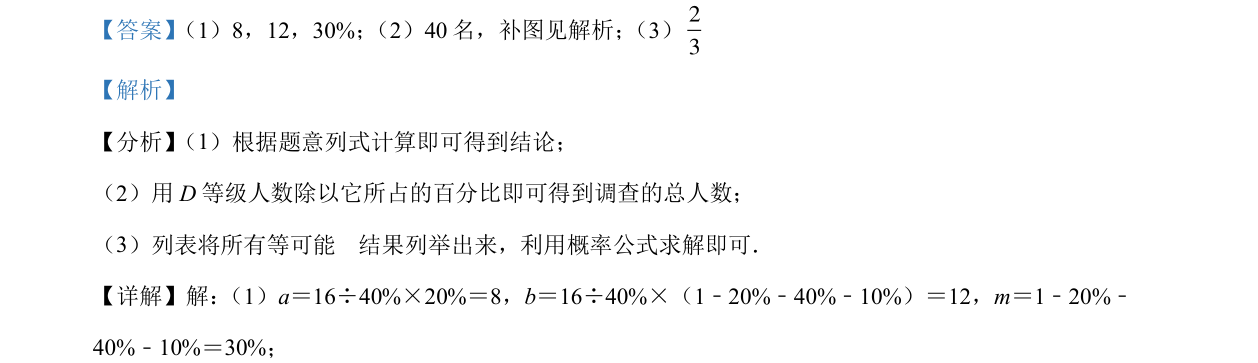 【答案】（1）8，12，30%；（2）40 名，补图见解析；（3）2/3
【解析】
【分析】（1）根据题意列式计算即可得到结论；
（2）用 D 等级人数除以它所占的百分比即可得到调查的总人数；
（3）列表将所有等可能　结果列举出来，利用概率公式求解即可．
【详解】解：（1）a＝16÷40%×20%＝8，b＝16÷40%×（1﹣20%﹣40%﹣10%）＝12，m＝1﹣20%﹣
40%﹣10%＝30%；